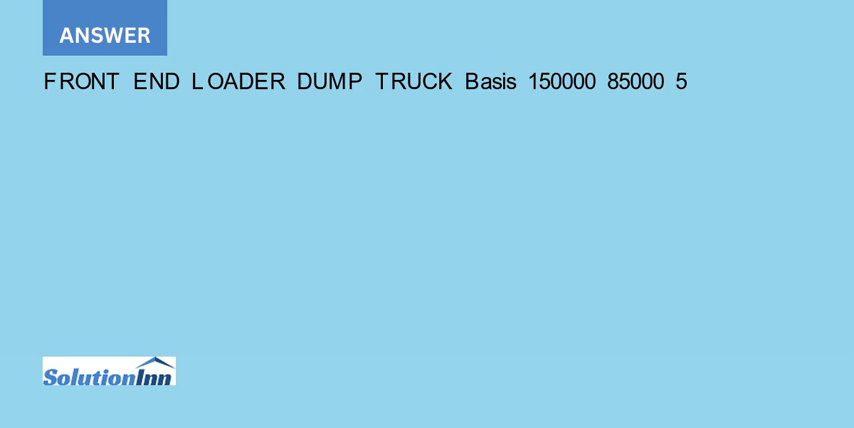 ANSWER
FRONT END LOADER DUMP TRUCK Basis 150000 85000 5
SolutionInn